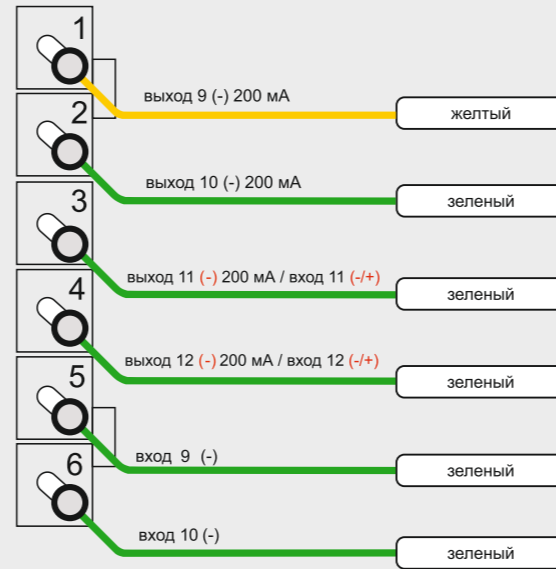 1
выход 9 (-) 200 мА
желтый
2
выход 10 (-) 200 мА
зеленый
3
выход 11 (-) 200 мА / вход 11 (-/+)
зеленый
4
выход 12 (-) 200 мА / вход 12 (-/+)
зеленый
5
вход 9 (-)
зеленый
6
вход 10 (-)
зеленый